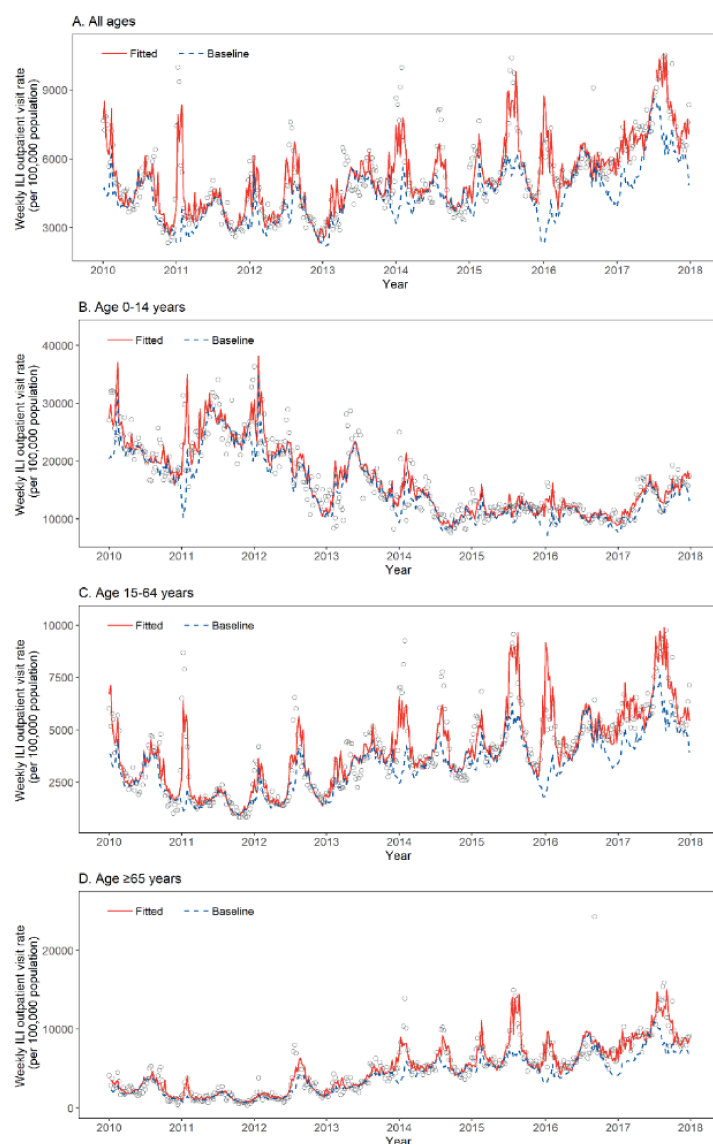 A. All ages
Fitted Baseline
Weekly ILI outpatient visit rate
(per 100,000 population)
9000
6000
3000
2010 2011 2012 2013 2014 2015 2016 2017 2018
Year
B. Age 0-14 years
Fitted Baseline
Weekly ILI outpatient visit rate
(per 100,000 population)
40000
30000
20000
10000
2010 2011 2012 2013 2014 2015 2016 2017 2018
Year
C. Age 15-64 years
Fitted Baseline
Weekly ILI outpatient visit rate
(per 100,000 population)
10000
7500
5000
2500
2010 2011 2012 2013 2014 2015 2016 2017 2018
Year
D. Age ≥65 years
Fitted Baseline
Weekly ILI outpatient visit rate
(per 100,000 population)
20000
10000
0
2010 2011 2012 2013 2014 2015 2016 2017 2018
Year